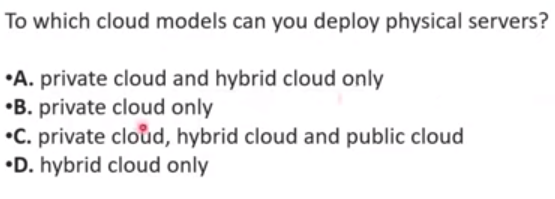 To which cloud models can you deploy physical servers?
•A. private cloud and hybrid cloud only
•B. private cloud only
•C. private cloud, hybrid cloud and public cloud
•D. hybrid cloud only